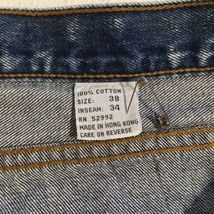 100% COTTON
SIZE: 38
INSEAM: 34
RN 52992
MADE IN HONG KONG
CARE ON REVERSE